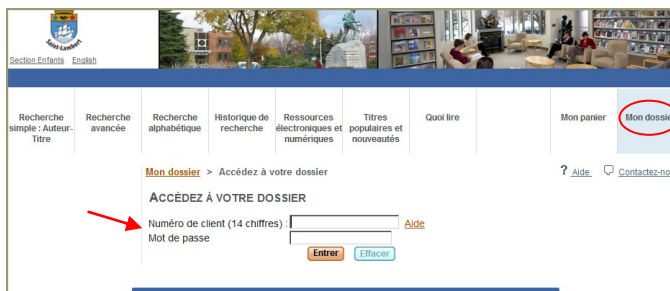 Saint-Lambert
Section Enfants English
Recherche simple : Auteur-Titre
Recherche avancée
Recherche alphabétique
Historique de recherche
Ressources électroniques et numériques
Titres populaires et nouveautés
Quoi lire
Mon panier
Mon dossie
Mon dossier > Accédez à votre dossier
? Aide
Contactez-no
ACCÉDEZ À VOTRE DOSSIER
Numéro de client (14 chiffres) : Aide
Mot de passe
Entrer Effacer